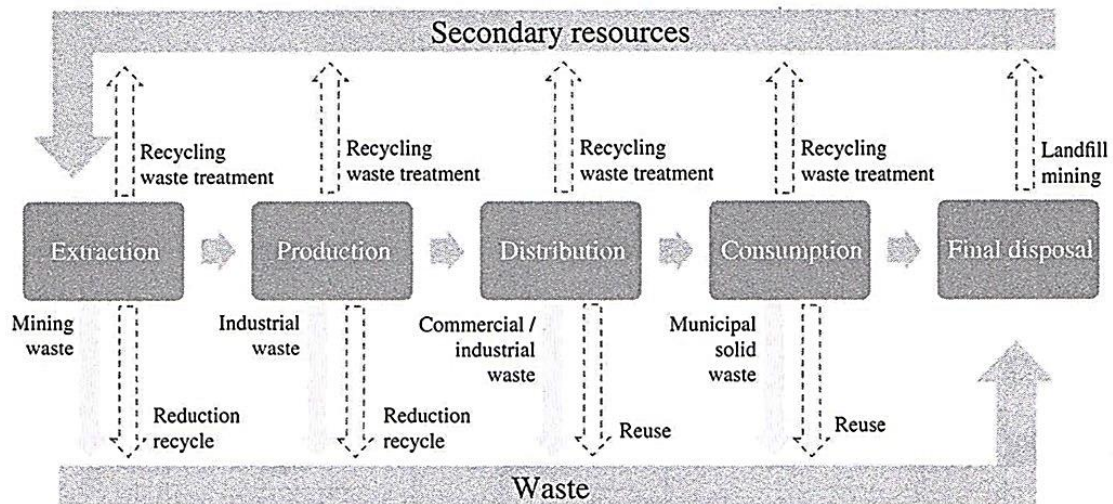 Secondary resources
Recycling
waste treatment
Recycling
waste treatment
Recycling
waste treatment
Recycling
waste treatment
Landfill
mining
Extraction
Production
Distribution
Consumption
Final disposal
Mining
waste
Industrial
waste
Commercial /
industrial
waste
Municipal
solid
waste
Reduction
recycle
Reduction
recycle
Reuse
Reuse
Waste